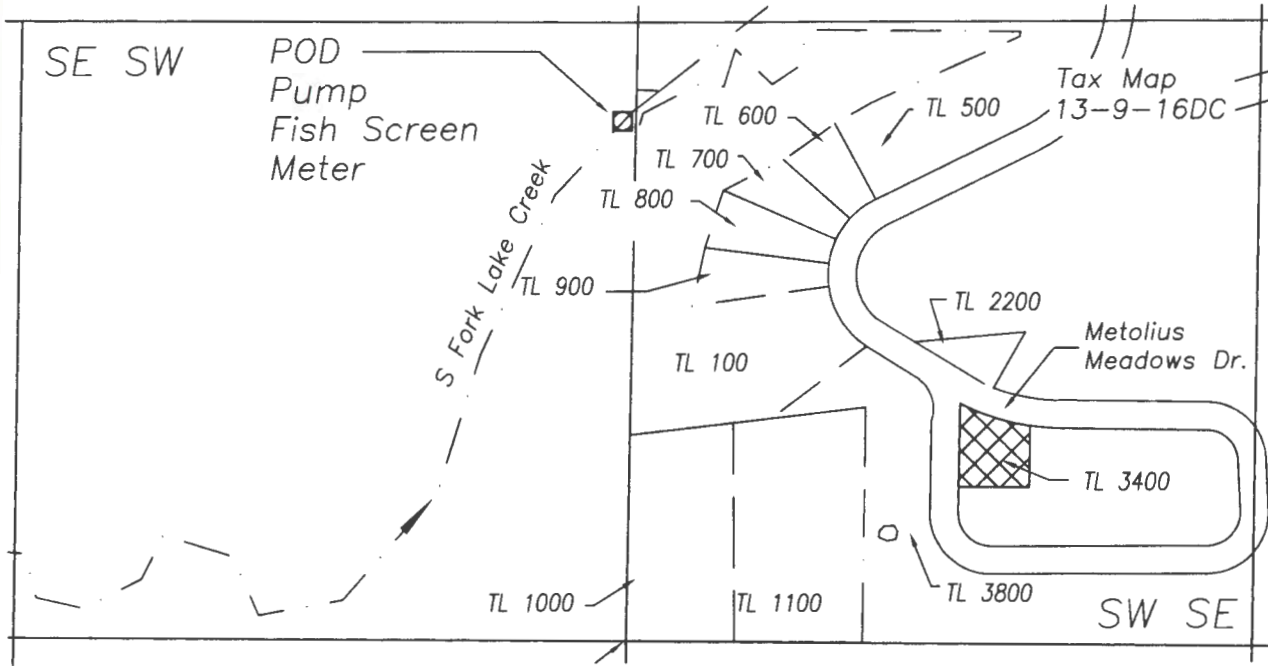 SE SW
POD
Pump
Fish Screen
Meter
Tax Map
13-9-16DC
TL 600
TL 500
TL 700
TL 800
S Fork Lake Creek
TL 900
TL 2200
Metolius
Meadows Dr.
TL 100
TL 3400
TL 1000
TL 1100
TL 3800
SW SE